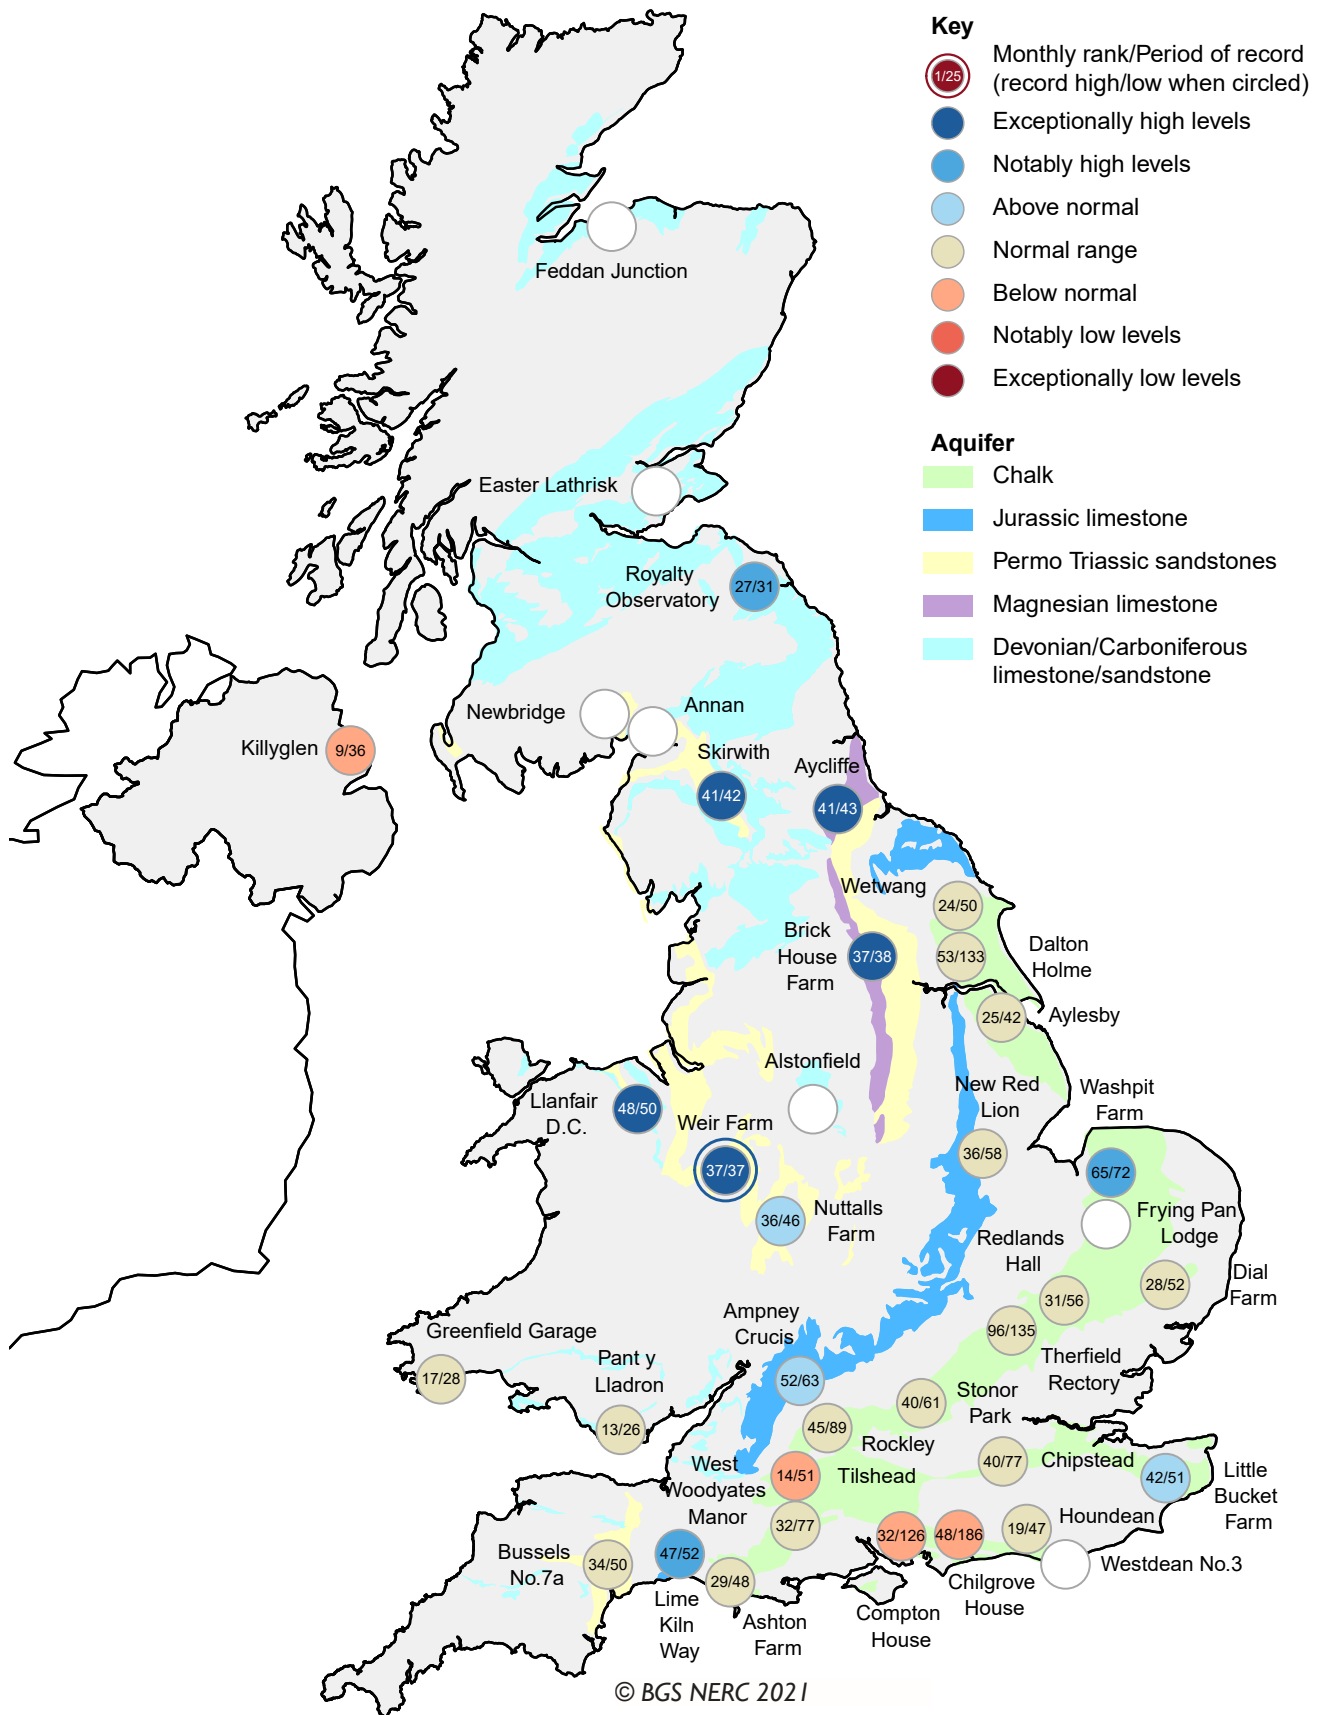 Key
1/25
Monthly rank/Period of record
(record high/low when circled)
Exceptionally high levels
Notably high levels
Above normal
Normal range
Below normal
Notably low levels
Exceptionally low levels
Aquifer
Chalk
Jurassic limestone
Permo Triassic sandstones
Magnesian limestone
Devonian/Carboniferous
limestone/sandstone
Feddan Junction
Easter Lathrisk
Royalty
Observatory
27/31
Newbridge
Annan
Killyglen
9/36
Skirwith
41/42
Aycliffe
41/43
Wetwang
24/50
Brick
House
Farm
37/38
53/133
Dalton
Holme
25/42
Aylesby
Alstonfield
Llanfair
D.C.
48/50
Weir Farm
37/37
New Red
Lion
36/58
Washpit
Farm
65/72
Nuttalls
Farm
36/46
Frying Pan
Lodge
Redlands
Hall
31/56
28/52
Dial
Farm
Ampney
Crucis
52/63
96/135
Therfield
Rectory
Greenfield Garage
17/28
Pant y
Lladron
13/26
40/61
Stonor
Park
45/89
Rockley
14/51
Tilshead
40/77
Chipstead
42/51
Little
Bucket
Farm
West
Woodyates
Manor
32/77
32/126
48/186
19/47
Houndean
Westdean No.3
Bussels
No.7a
34/50
47/52
Lime
Kiln
Way
29/48
Ashton
Farm
Compton
House
Chilgrove
House
© BGS NERC 2021